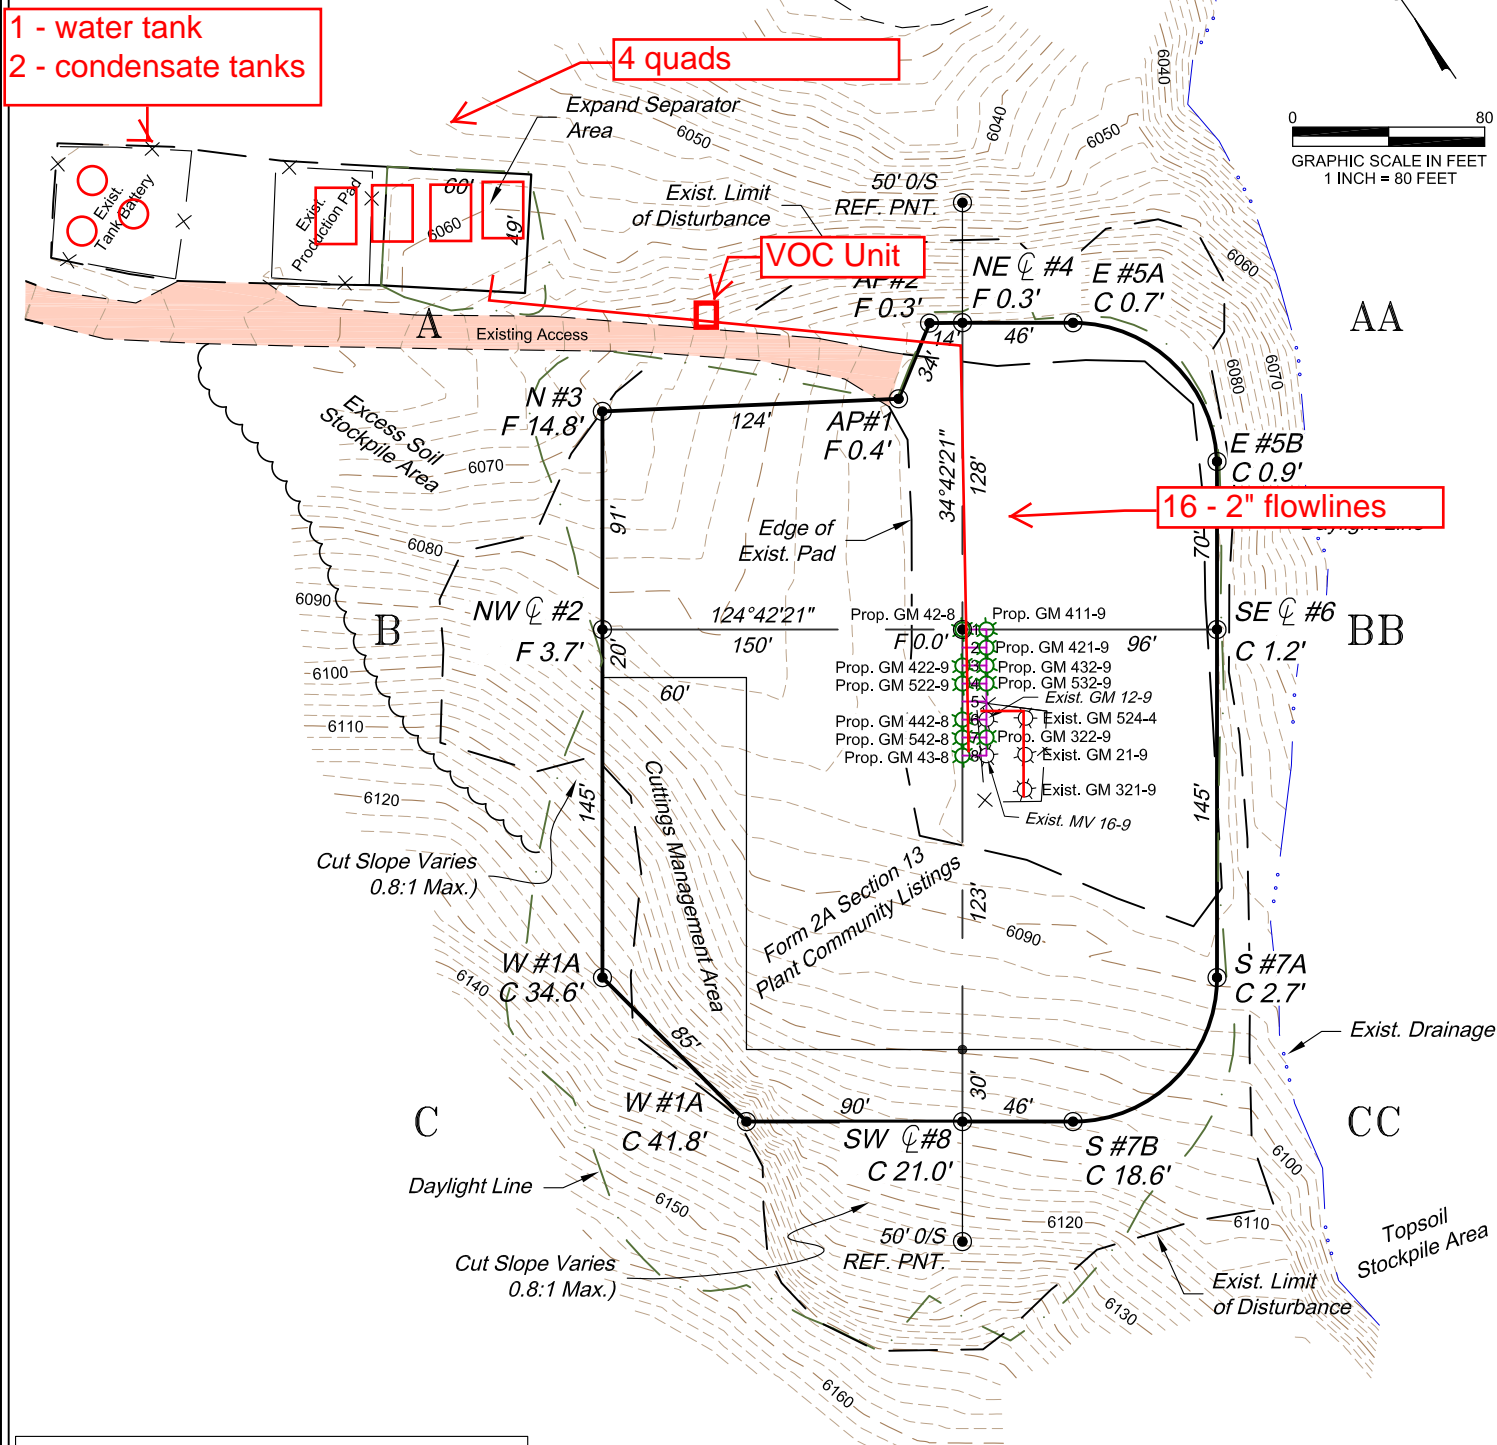 1 - water tank
2 - condensate tanks
4 quads
Expand Separator
Area
6050
6040
6040
6050
0
80
GRAPHIC SCALE IN FEET
1 INCH = 80 FEET
Exist.
Tank Battery
Exist.
Production Pad
60'
6060
49'
Exist. Limit
of Disturbance
50' O/S
REF. PNT.
VOC Unit
AP#2
F 0.3'
NE ℄ #4
F 0.3'
E #5A
C 0.7'
6060
A
AA
Existing Access
14'
46'
34'
6080
6070
N #3
F 14.8'
124'
AP#1
F 0.4'
Excess Soil
Stockpile Area
6070
E #5B
C 0.9'
34°42'21"
128'
16 - 2" flowlines
Daylight Line
91'
Edge of
Exist. Pad
70'
6080
6090
B
NW ℄ #2
F 3.7'
124°42'21"
150'
20'
Prop. GM 42-8
Prop. GM 411-9
F 0.0'
1
96'
SE ℄ #6
C 1.2'
BB
2
Prop. GM 421-9
Prop. GM 422-9
3
Prop. GM 432-9
Prop. GM 522-9
4
Prop. GM 532-9
5
Exist. GM 12-9
Prop. GM 442-8
6
Exist. GM 524-4
Prop. GM 542-8
7
Prop. GM 322-9
Prop. GM 43-8
8
Exist. GM 21-9
Exist. GM 321-9
Exist. MV 16-9
6100
60'
6110
6120
145'
145'
Cut Slope Varies
0.8:1 Max.)
Cuttings Management Area
Form 2A Section 13
Plant Community Listings
123'
6090
W #1A
C 34.6'
6140
S #7A
C 2.7'
85'
Exist. Drainage
C
W #1A
C 41.8'
90'
30'
46'
SW ℄#8
C 21.0'
S #7B
C 18.6'
CC
6100
Daylight Line
6150
6120
6110
50' O/S
REF. PNT.
Topsoil
Stockpile Area
Cut Slope Varies
0.8:1 Max.)
Exist. Limit
of Disturbance
6130
6160